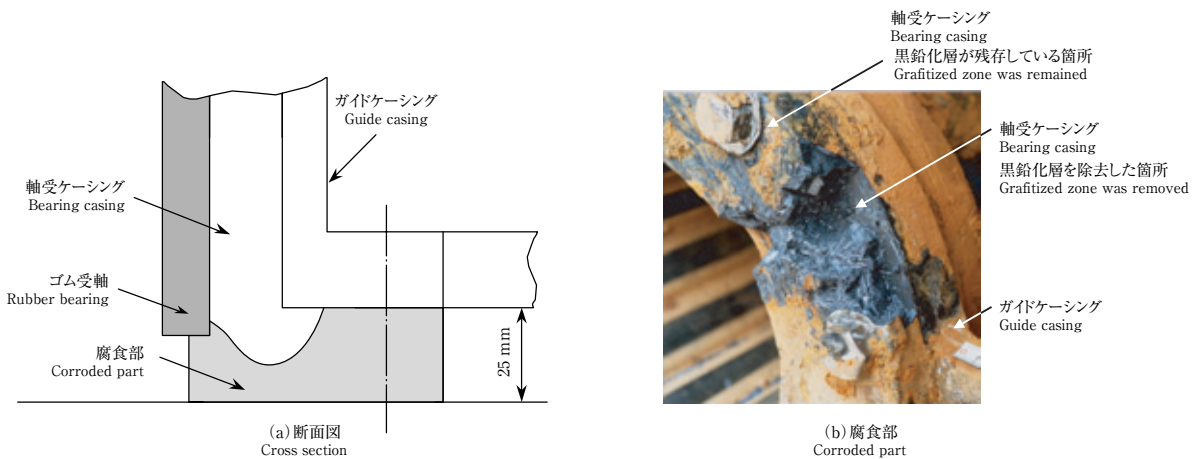 ガイドケーシング
Guide casing
軸受ケーシング
Bearing casing
ゴム受軸
Rubber bearing
腐食部
Corroded part
25 mm
(a)断面図
Cross section
軸受ケーシング
Bearing casing
黒鉛化層が残存している箇所
Grafitized zone was remained
軸受ケーシング
Bearing casing
黒鉛化層を除去した箇所
Grafitized zone was removed
ガイドケーシング
Guide casing
(b)腐食部
Corroded part